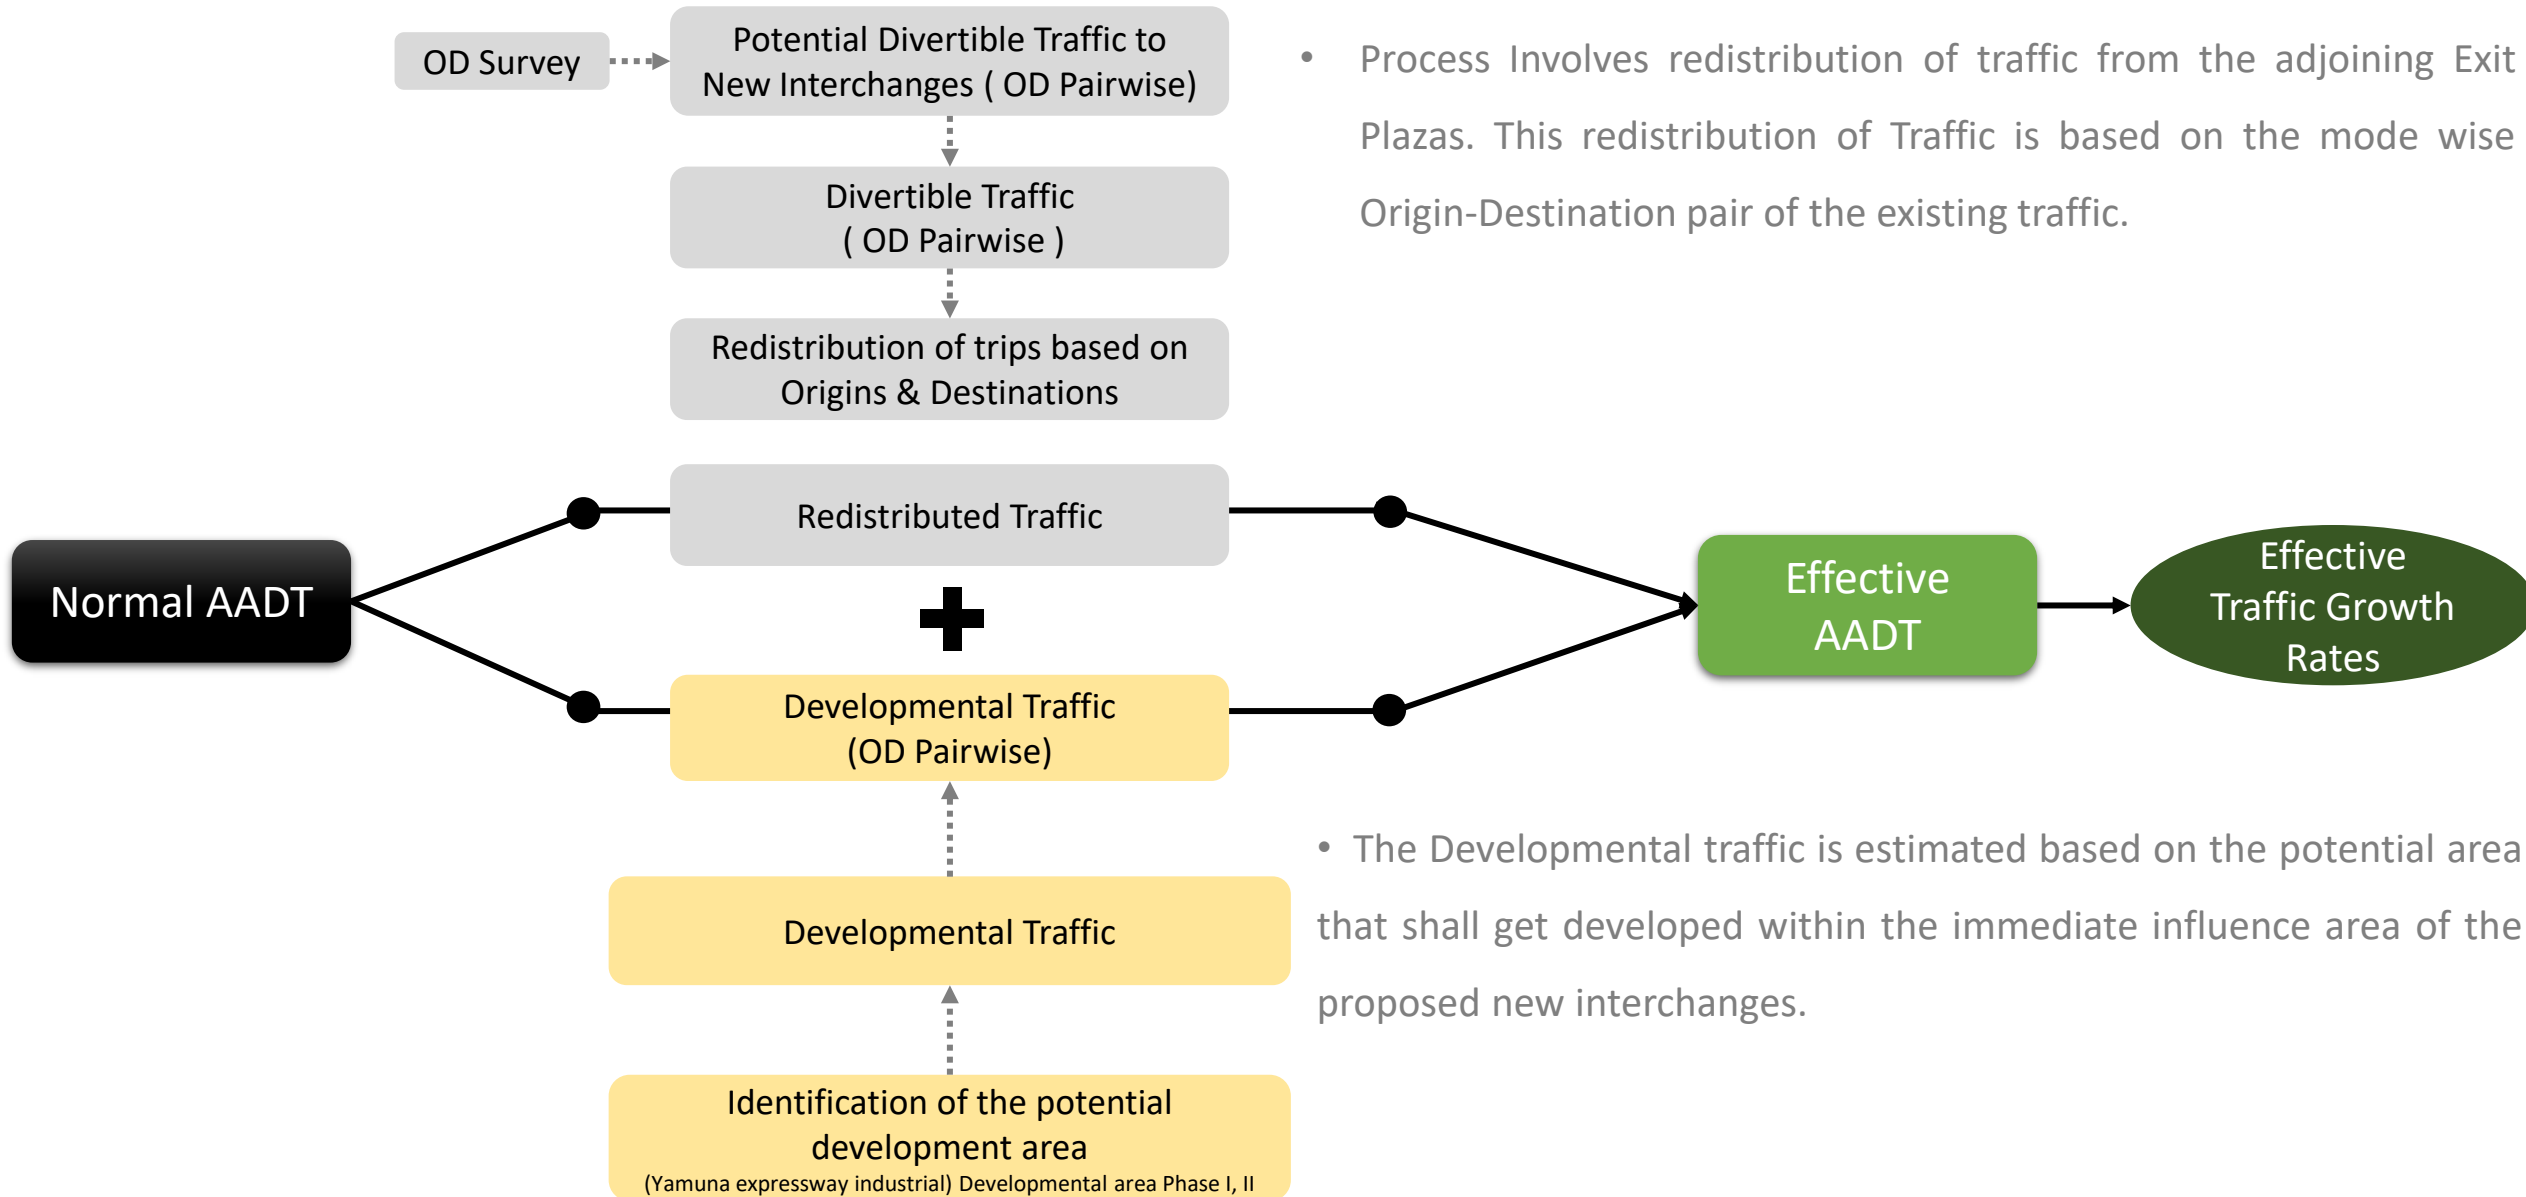 OD Survey
Potential Divertible Traffic to
New Interchanges ( OD Pairwise)
Divertible Traffic
( OD Pairwise )
Redistribution of trips based on
Origins & Destinations
• Process Involves redistribution of traffic from the adjoining Exit
Plazas. This redistribution of Traffic is based on the mode wise
Origin-Destination pair of the existing traffic.
Normal AADT
Redistributed Traffic
Developmental Traffic
(OD Pairwise)
Effective
AADT
Effective
Traffic Growth
Rates
Developmental Traffic
Identification of the potential
development area
(Yamuna expressway industrial) Developmental area Phase I, II
• The Developmental traffic is estimated based on the potential area
that shall get developed within the immediate influence area of the
proposed new interchanges.